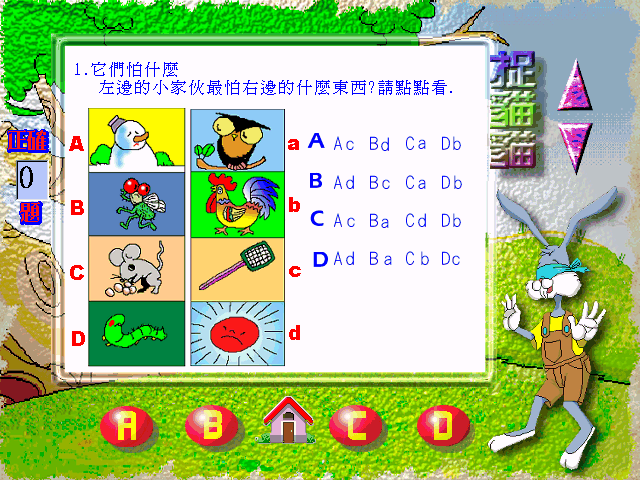 1.它們怕什麼
左邊的小家伙最怕右邊的什麼東西?請點點看.
捉
貓
貓
正確
0
題
A
B
C
D
a
b
c
d
A Ac Bd Ca Db
B Ad Bc Ca Db
C Ac Ba Cd Db
D Ad Ba Cb Dc
A B C D